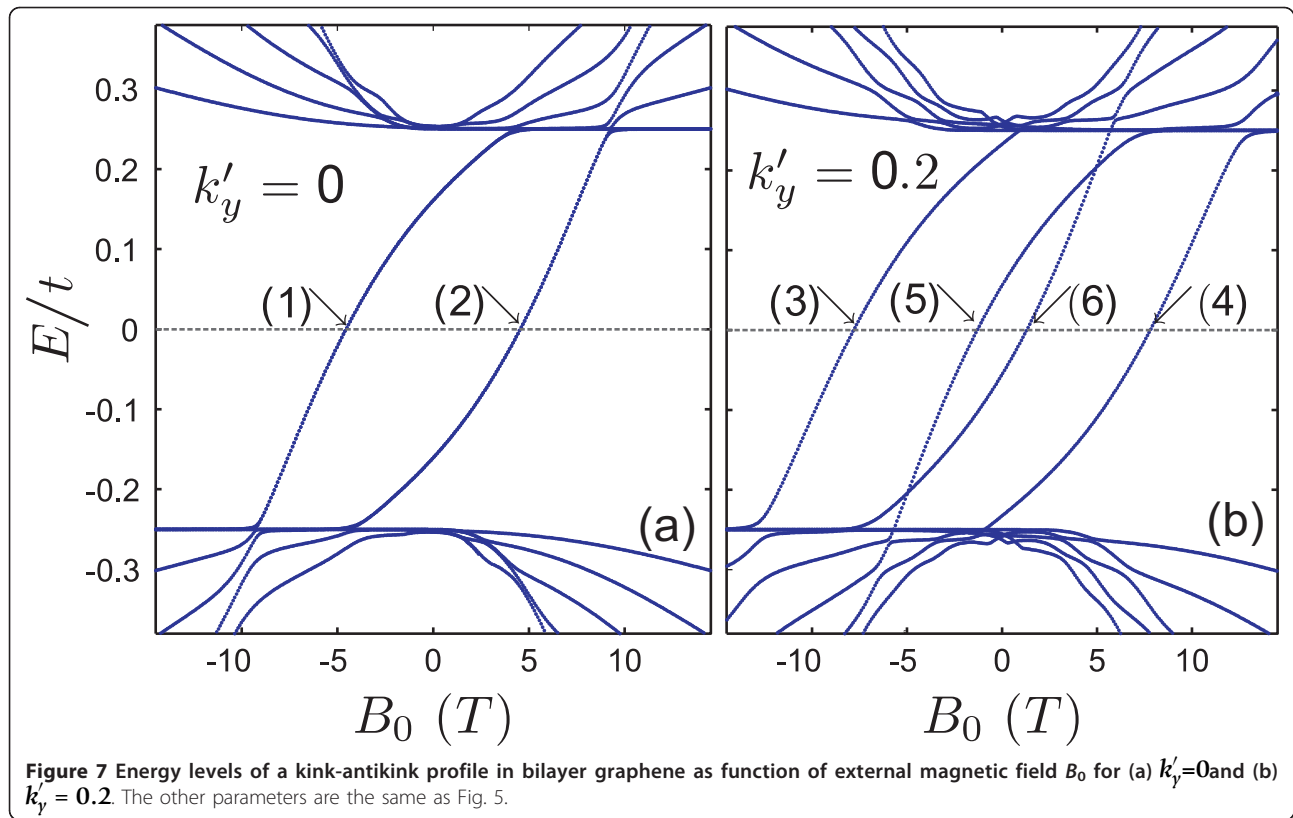 0.3
0.2
0.1
0
-0.1
-0.2
-0.3
E/t
k′y = 0
(1)
(2)
(a)
-10 -5 0 5 10
B0 (T)
k′y = 0.2
(3)
(5)
(6)
(4)
(b)
-10 -5 0 5 10
B0 (T)
Figure 7 Energy levels of a kink-antikink profile in bilayer graphene as function of external magnetic field B0 for (a) k′y=0and (b)
k′y = 0.2. The other parameters are the same as Fig. 5.